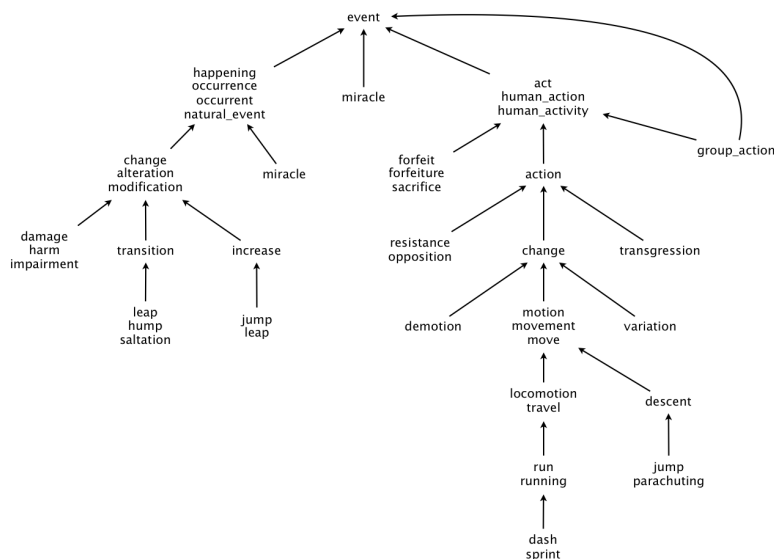 event
happening
occurrence
occurrent
natural_event
miracle
act
human_action
human_activity
group_action
change
alteration
modification
miracle
forfeit
forfeiture
sacrifice
action
damage
harm
impairment
transition
increase
resistance
opposition
change
transgression
leap
hump
saltation
jump
leap
demotion
motion
movement
move
variation
locomotion
travel
descent
run
running
jump
parachuting
dash
sprint